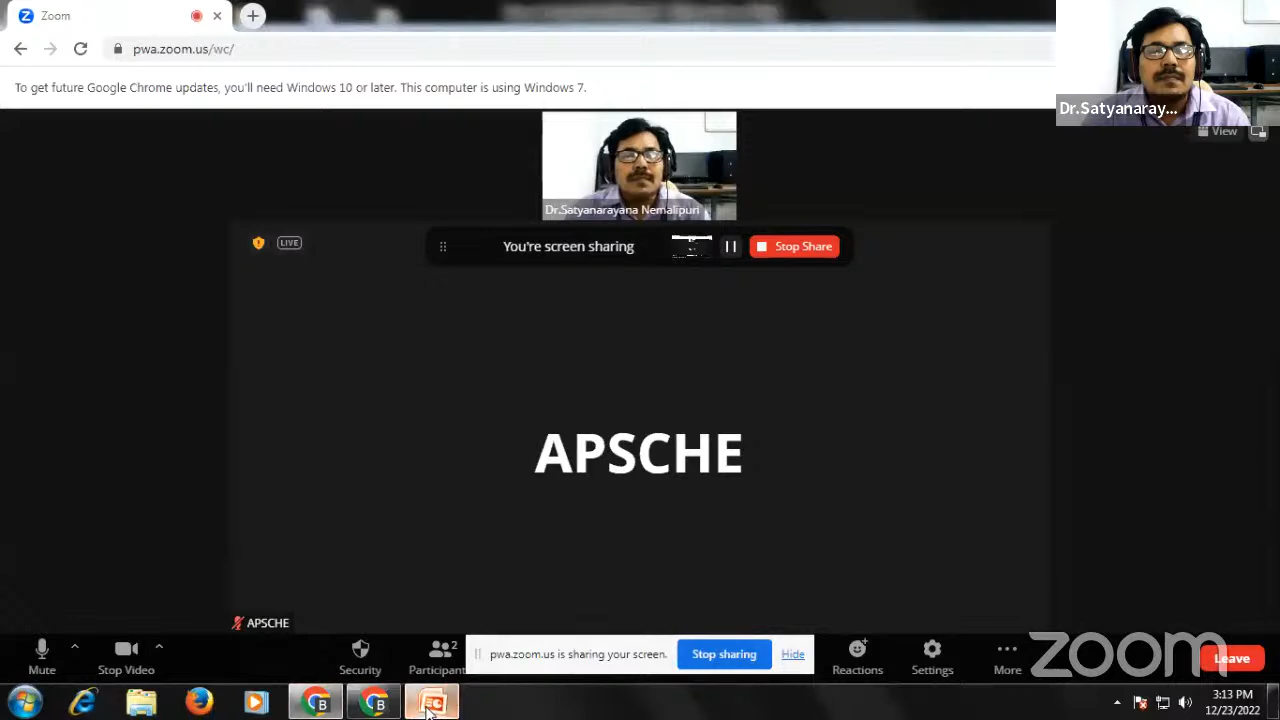 Zoom
pwa.zoom.us/wc/
To get future Google Chrome updates, you'll need Windows 10 or later. This computer is using Windows 7.
Dr.Satyanaray...
View
Dr.Satyanarayana Nemalipuri
LIVE
You're screen sharing
Stop Share
APSCHE
APSCHE
Mute
Stop Video
Security
Participant
2
pwa.zoom.us is sharing your screen.
Stop sharing
Hide
Reactions
Settings
More
Leave
zoom
3:13 PM
12/23/2022